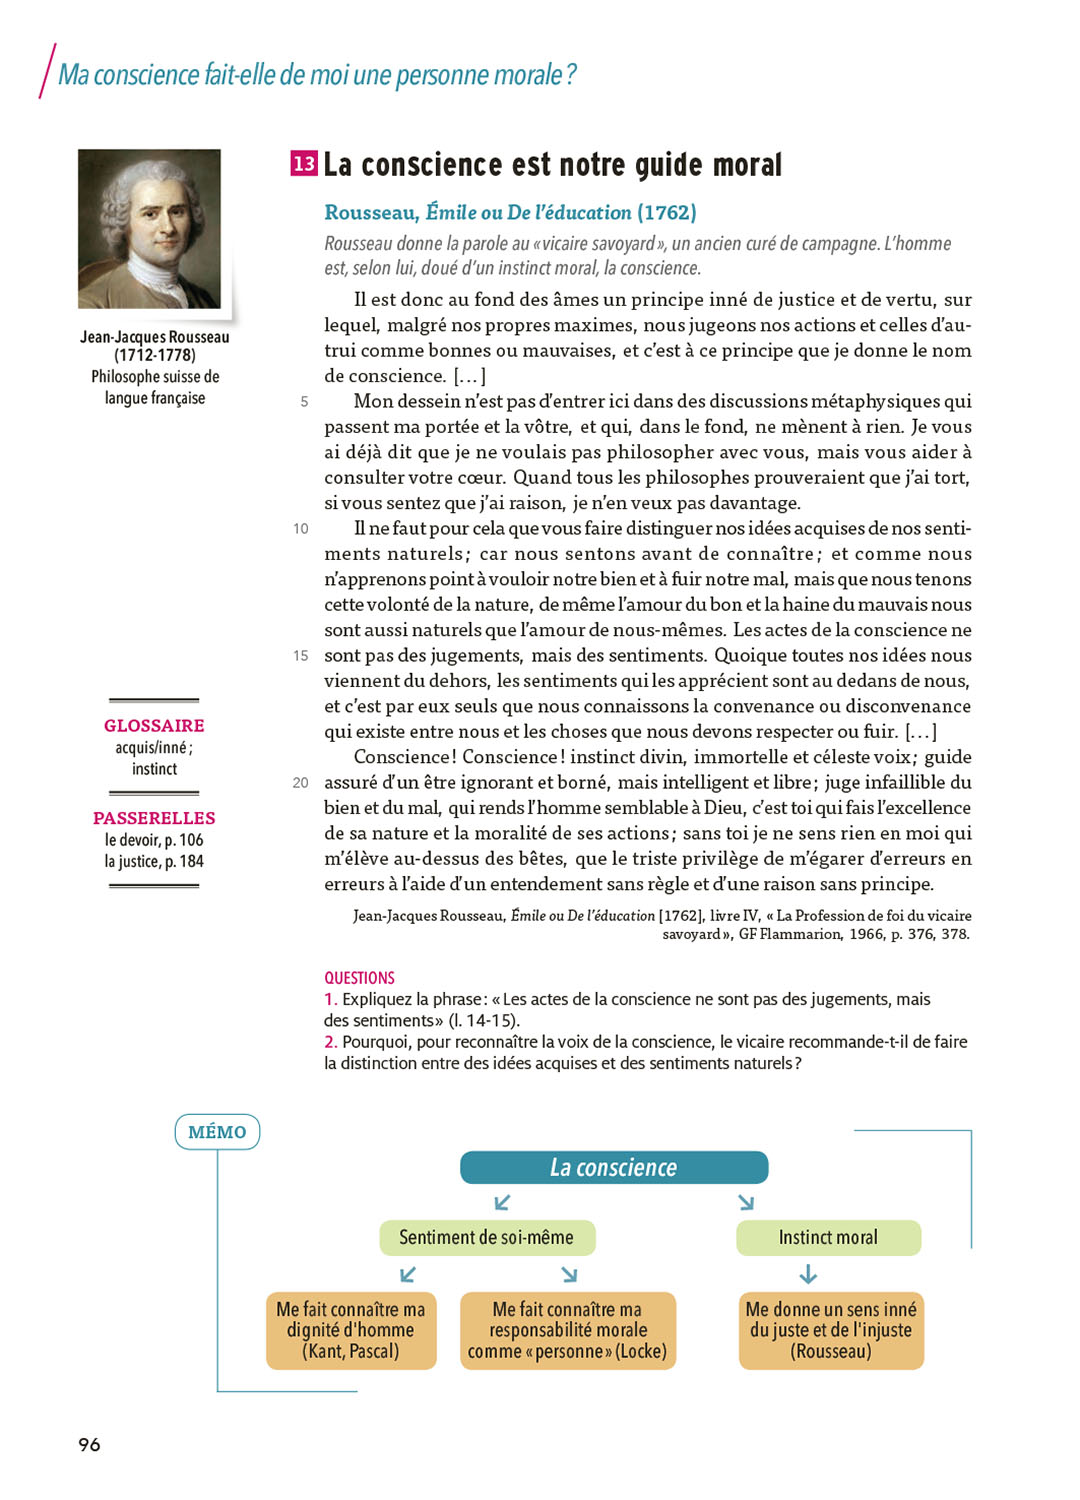 Ma conscience fait-elle de moi une personne morale ?
Jean-Jacques Rousseau
(1712-1778)
Philosophe suisse de
langue française
GLOSSAIRE
acquis/inné ;
instinct
PASSERELLES
le devoir, p. 106
la justice, p. 184
13 La conscience est notre guide moral
Rousseau, Émile ou De l’éducation (1762)
Rousseau donne la parole au « vicaire savoyard », un ancien curé de campagne. L’homme
est, selon lui, doué d’un instinct moral, la conscience.
Il est donc au fond des âmes un principe inné de justice et de vertu, sur
lequel, malgré nos propres maximes, nous jugeons nos actions et celles d’au-
trui comme bonnes ou mauvaises, et c’est à ce principe que je donne le nom
de conscience. [...]
5 Mon dessein n’est pas d’entrer ici dans des discussions métaphysiques qui
passent ma portée et la vôtre, et qui, dans le fond, ne mènent à rien. Je vous
ai déjà dit que je ne voulais pas philosopher avec vous, mais vous aider à
consulter votre cœur. Quand tous les philosophes prouveraient que j’ai tort,
si vous sentez que j’ai raison, je n’en veux pas davantage.
10 Il ne faut pour cela que vous faire distinguer nos idées acquises de nos senti-
ments naturels ; car nous sentons avant de connaître ; et comme nous
n’apprenons point à vouloir notre bien et à fuir notre mal, mais que nous tenons
cette volonté de la nature, de même l’amour du bon et la haine du mauvais nous
sont aussi naturels que l’amour de nous-mêmes. Les actes de la conscience ne
15 sont pas des jugements, mais des sentiments. Quoique toutes nos idées nous
viennent du dehors, les sentiments qui les apprécient sont au dedans de nous,
et c’est par eux seuls que nous connaissons la convenance ou disconvenance
qui existe entre nous et les choses que nous devons respecter ou fuir. [...]
Conscience ! Conscience ! instinct divin, immortelle et céleste voix ; guide
20 assuré d’un être ignorant et borné, mais intelligent et libre ; juge infaillible du
bien et du mal, qui rends l’homme semblable à Dieu, c’est toi qui fais l’excellence
de sa nature et la moralité de ses actions ; sans toi je ne sens rien en moi qui
m’élève au-dessus des bêtes, que le triste privilège de m’égarer d’erreurs en
erreurs à l’aide d’un entendement sans règle et d’une raison sans principe.
Jean-Jacques Rousseau, Émile ou De l’éducation [1762], livre IV, « La Profession de foi du vicaire
savoyard », GF Flammarion, 1966, p. 376, 378.
QUESTIONS
1. Expliquez la phrase : « Les actes de la conscience ne sont pas des jugements, mais
des sentiments » (l. 14-15).
2. Pourquoi, pour reconnaître la voix de la conscience, le vicaire recommande-t-il de faire
la distinction entre des idées acquises et des sentiments naturels ?
MÉMO
La conscience
Sentiment de soi-même
Instinct moral
Me fait connaître ma
dignité d'homme
(Kant, Pascal)
Me fait connaître ma
responsabilité morale
comme « personne » (Locke)
Me donne un sens inné
du juste et de l'injuste
(Rousseau)
96